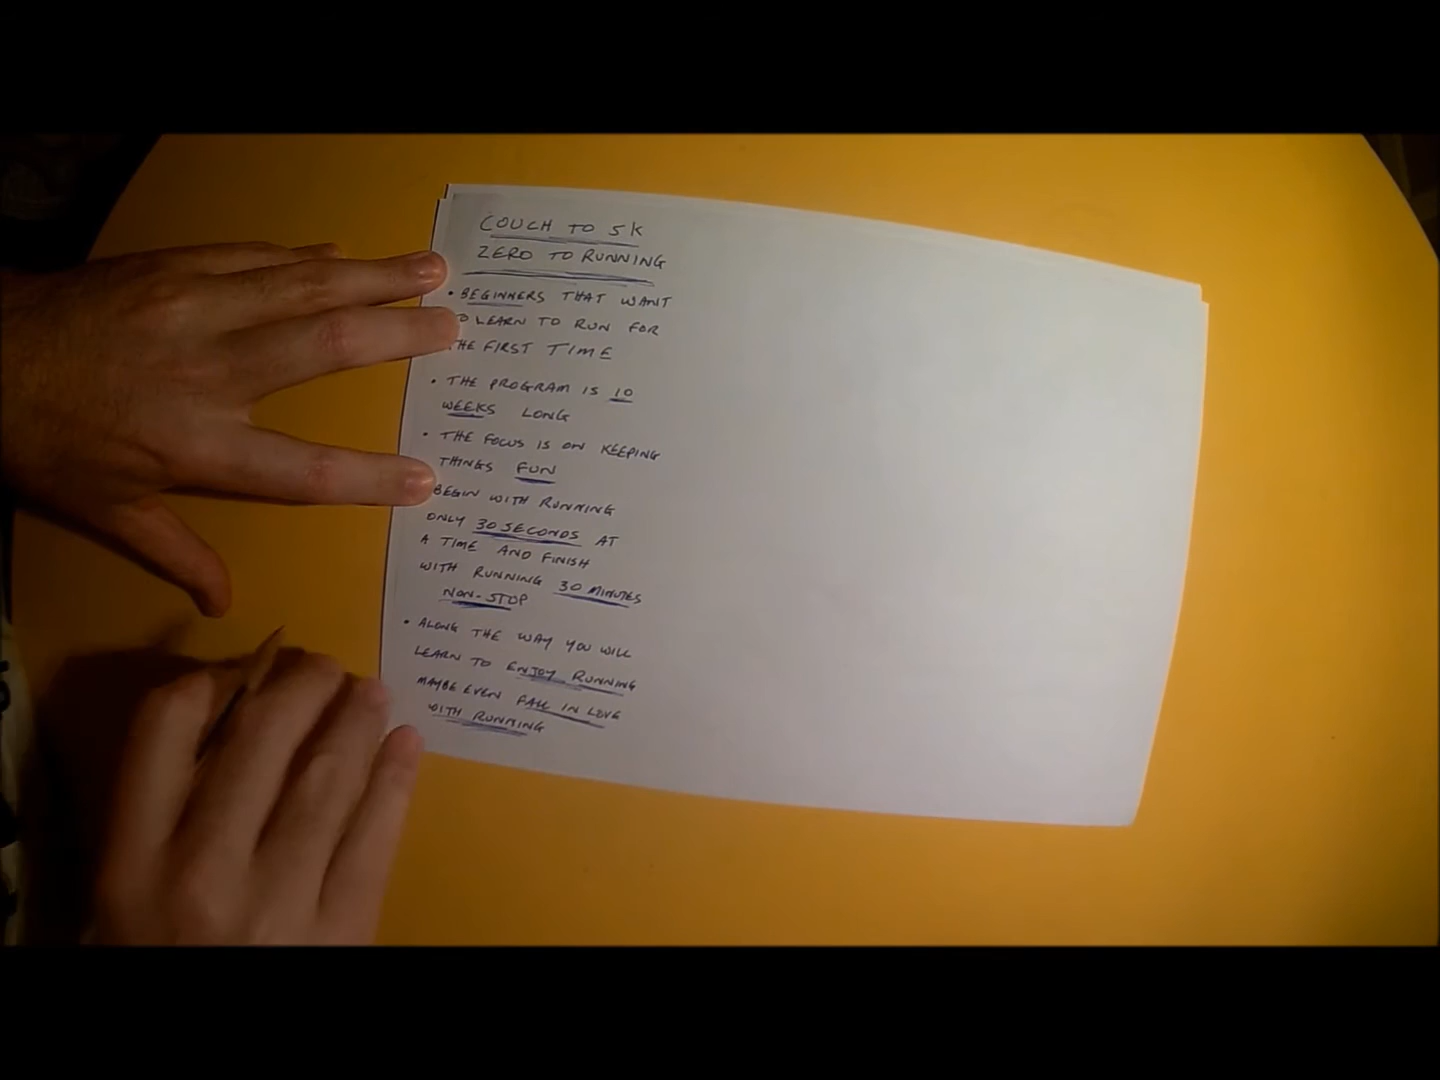 COUCH TO 5K
ZERO TO RUNNING
• BEGINNERS THAT WANT
TO LEARN TO RUN FOR
THE FIRST TIME
• THE PROGRAM IS 10
WEEKS LONG
• THE FOCUS IS ON KEEPING
THINGS FUN
BEGIN WITH RUNNING
ONLY 30 SECONDS AT
A TIME AND FINISH
WITH RUNNING 30 MINUTES
NON-STOP
• ALONG THE WAY YOU WILL
LEARN TO ENJOY RUNNING
MAYBE EVEN FALL IN LOVE
WITH RUNNING